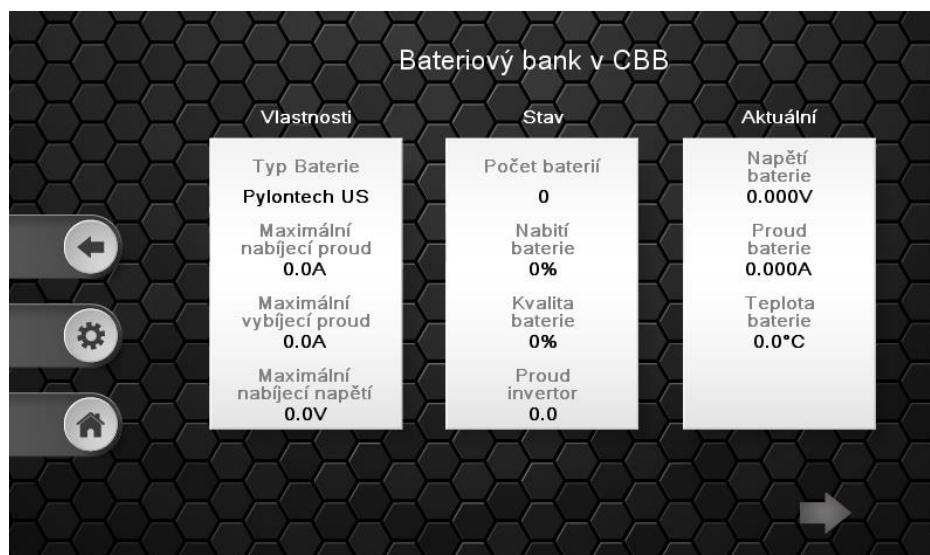 Bateriový bank v CBB
Vlastnosti
Typ Baterie
Pylontech US
Maximální
nabíjecí proud
0.0A
Maximální
vybíjecí proud
0.0A
Maximální
nabíjecí napětí
0.0V
Stav
Počet baterií
0
Nabití
baterie
0%
Kvalita
baterie
0%
Proud
invertor
0.0
Aktuální
Napětí
baterie
0.000V
Proud
baterie
0.000A
Teplota
baterie
0.0°C